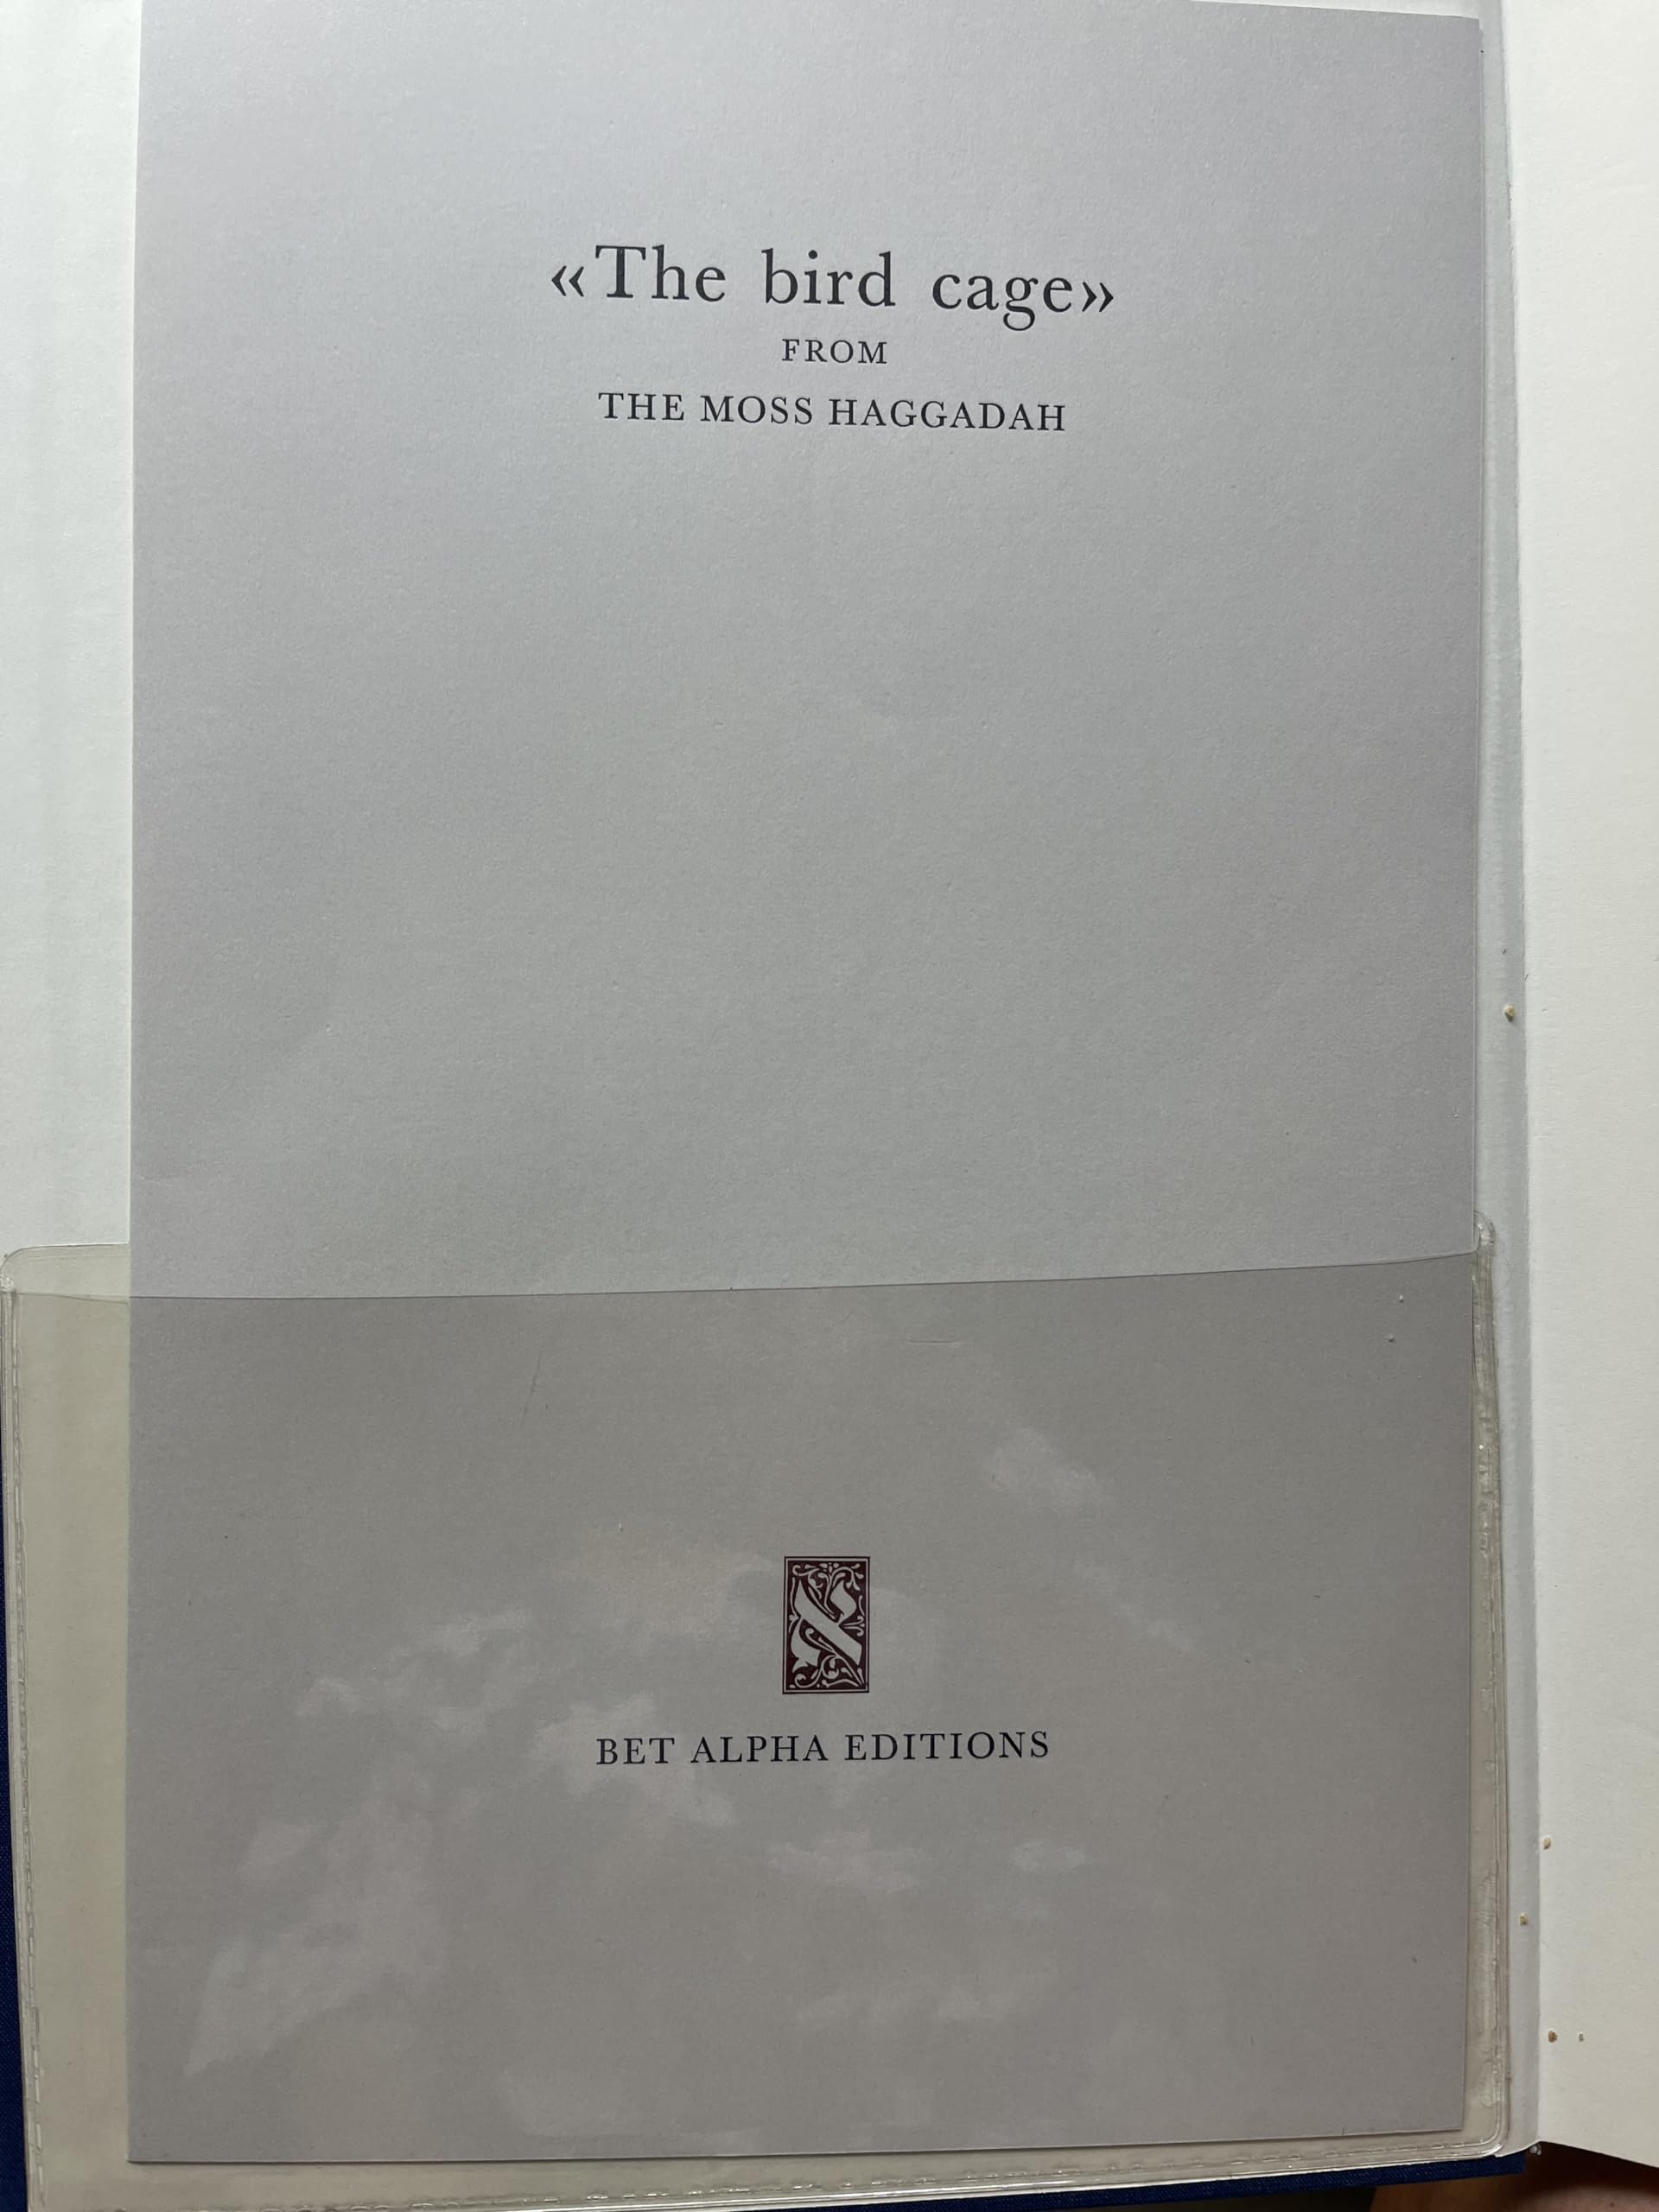 «The bird cage»
FROM
THE MOSS HAGGADAH
א
BET ALPHA EDITIONS